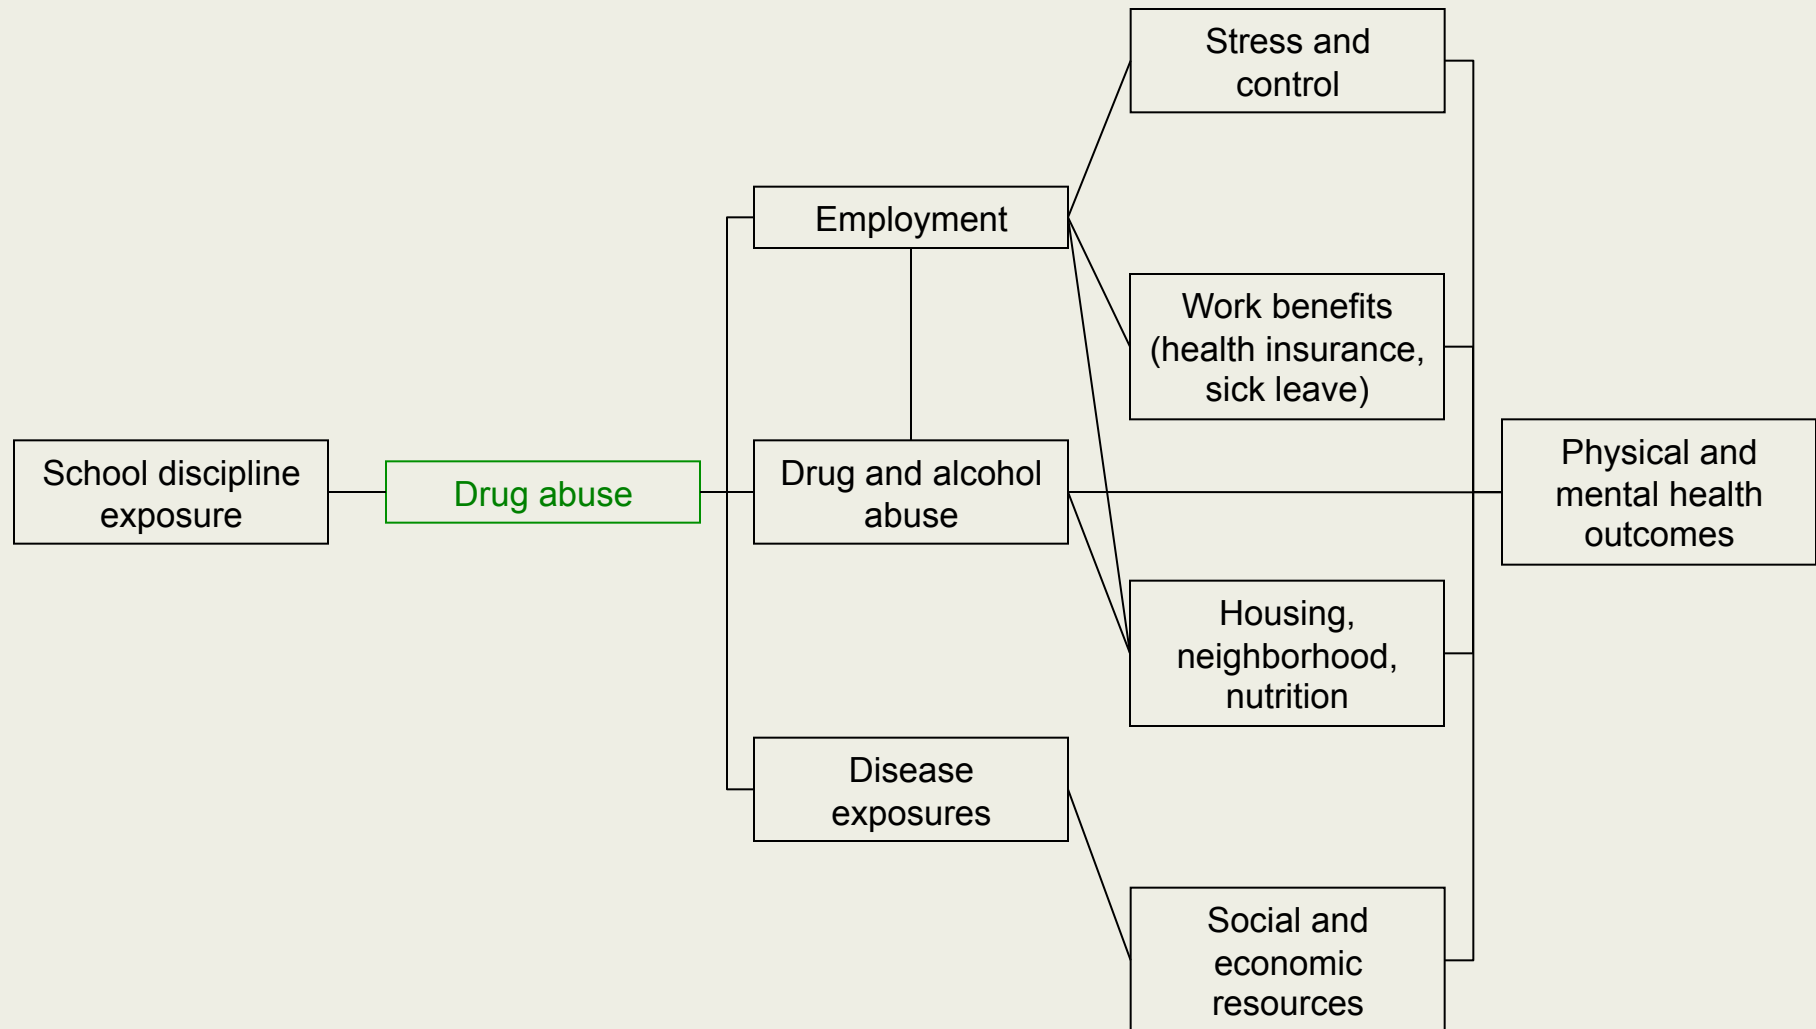 School discipline
exposure
Drug abuse
Employment
Drug and alcohol
abuse
Disease
exposures
Stress and
control
Work benefits
(health insurance,
sick leave)
Housing,
neighborhood,
nutrition
Social and
economic
resources
Physical and
mental health
outcomes